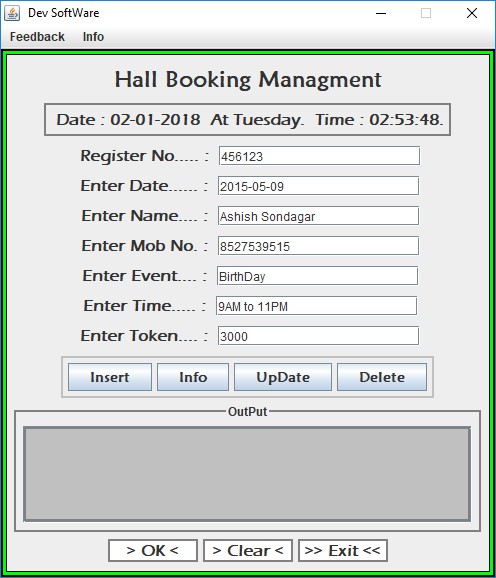 Dev SoftWare
Feedback Info
Hall Booking Managment
Date : 02-01-2018 At Tuesday. Time : 02:53:48.
Register No..... : 456123
Enter Date...... : 2015-05-09
Enter Name.... : Ashish Sondagar
Enter Mob No. : 8527539515
Enter Event.... : BirthDay
Enter Time..... : 9AM to 11PM
Enter Token.... : 3000
Insert Info UpDate Delete
OutPut
> OK < > Clear < >> Exit <<